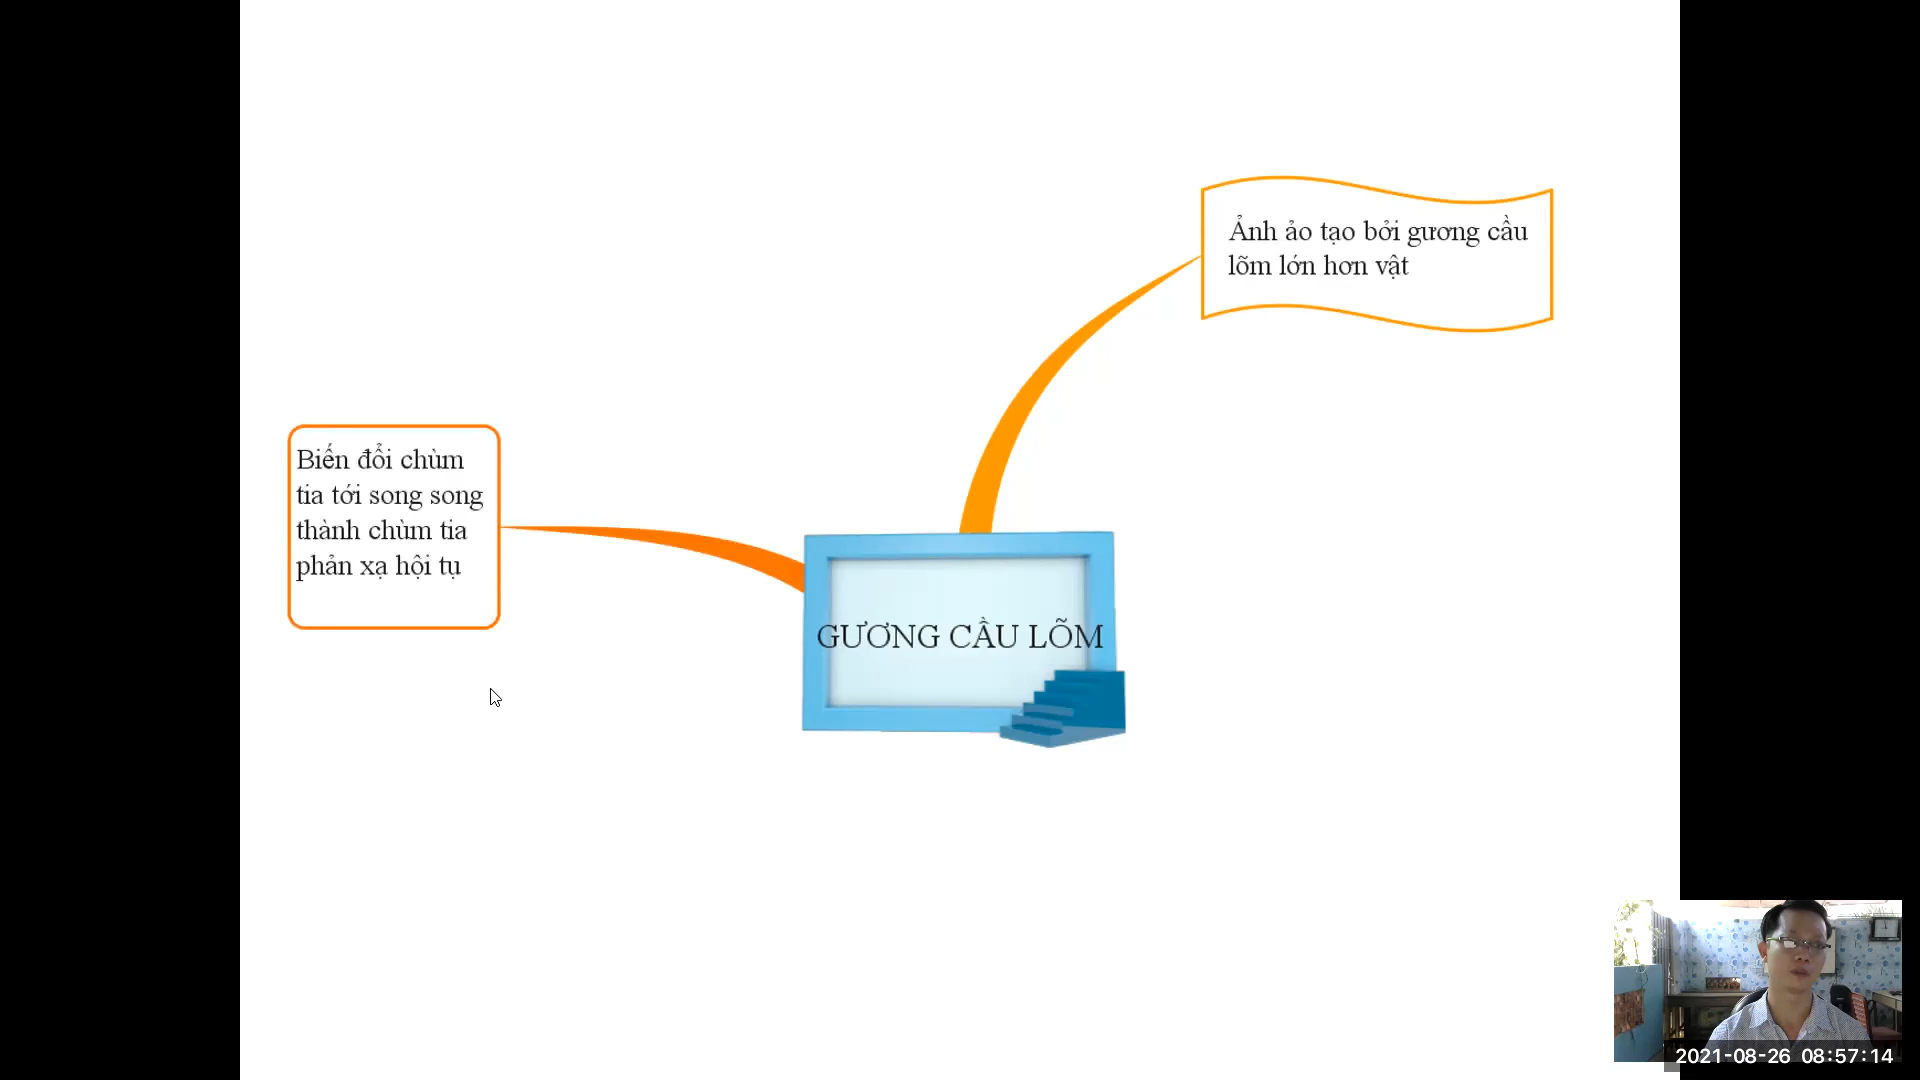 Ảnh ảo tạo bởi gương cầu
lõm lớn hơn vật
Biến đổi chùm
tia tới song song
thành chùm tia
phản xạ hội tụ
GƯƠNG CẦU LÕM
2021-08-26 08:57:14